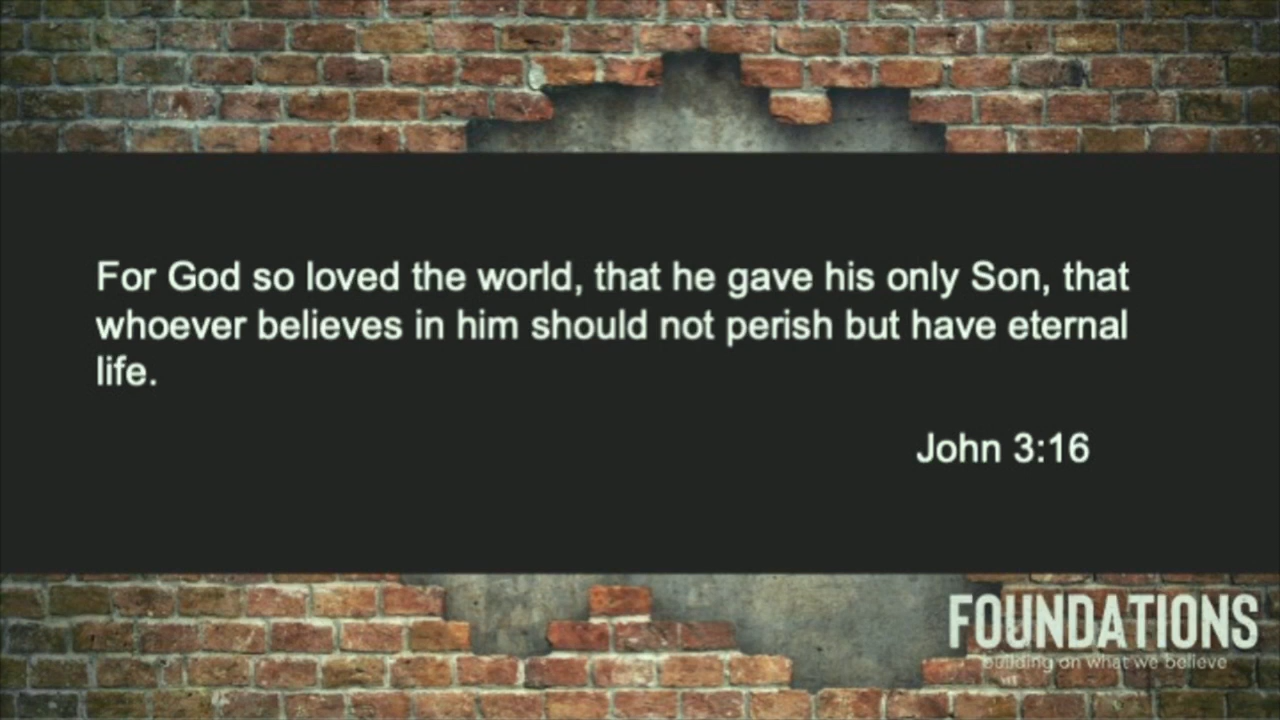 For God so loved the world, that he gave his only Son, that
whoever believes in him should not perish but have eternal
life.
John 3:16
FOUNDATIONS
building on what we believe